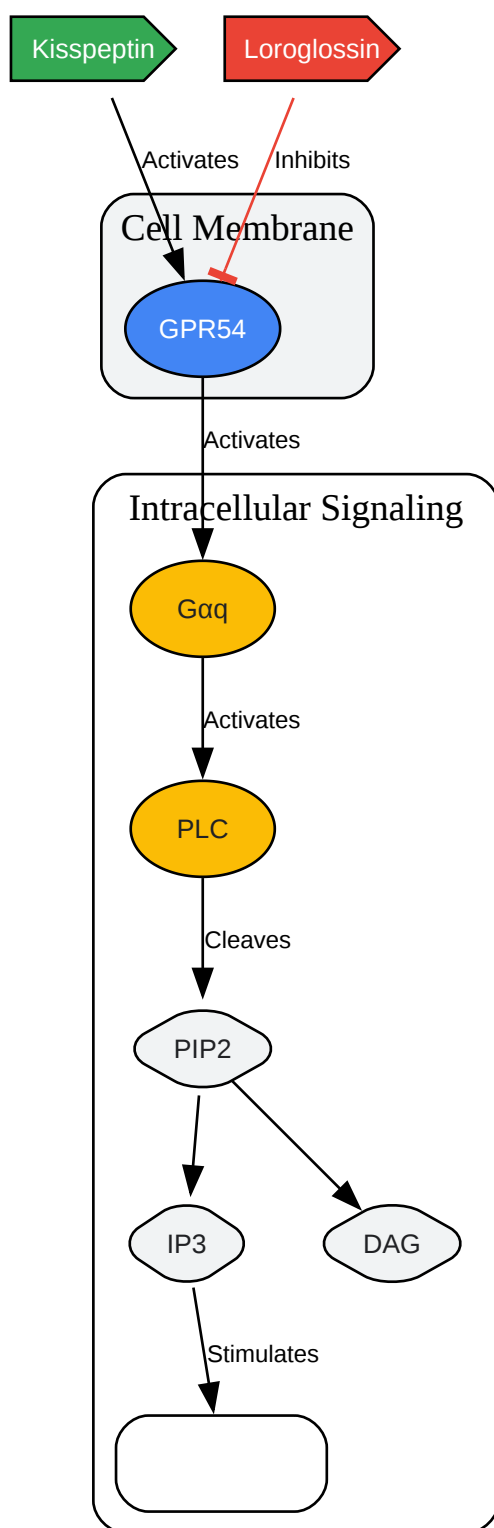 Kisspeptin
Loroglossin
Activates
Inhibits
Cell Membrane
GPR54
Activates
Intracellular Signaling
Gαq
Activates
PLC
Cleaves
PIP2
IP3
DAG
Stimulates